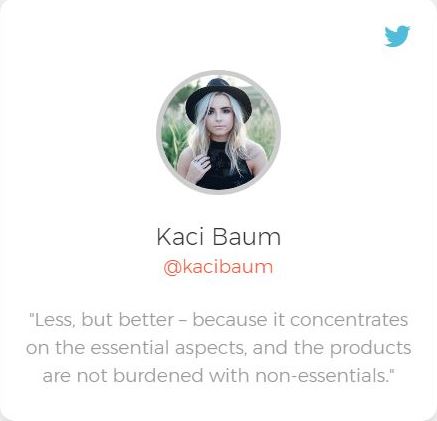 Kaci Baum
@kacibaum
"Less, but better – because it concentrates
on the essential aspects, and the products
are not burdened with non-essentials."